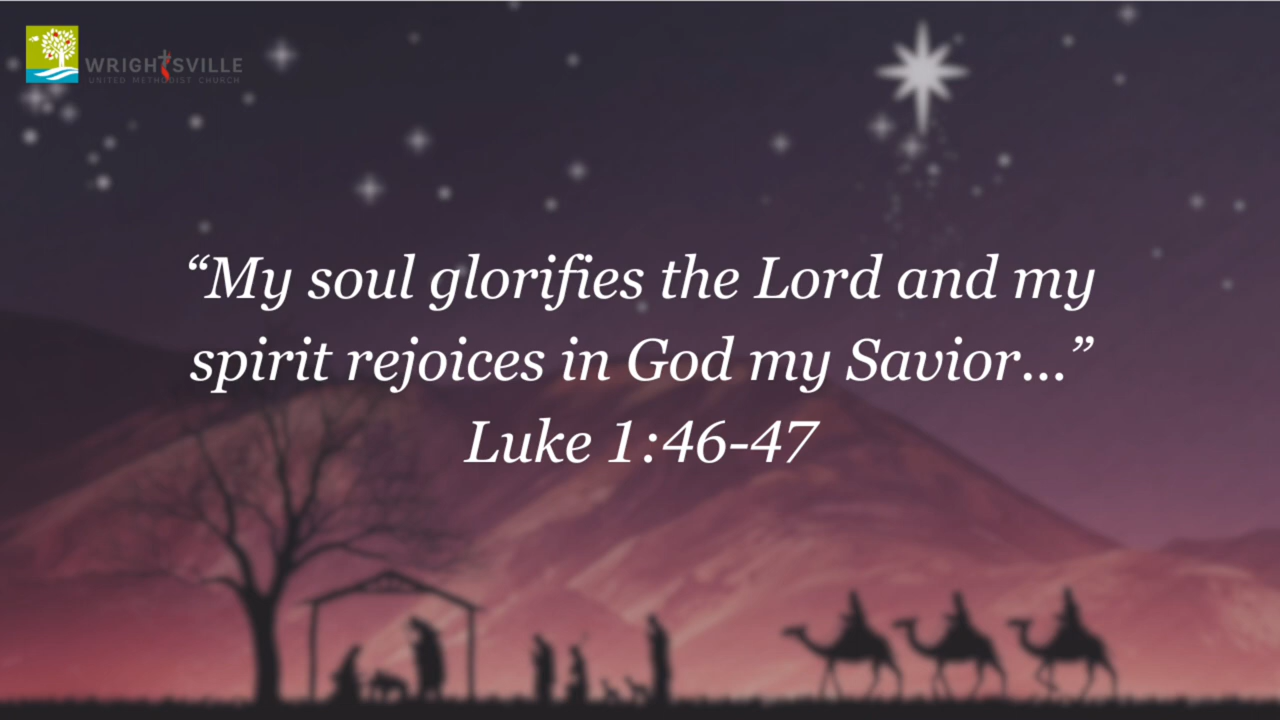 WRIGHTSVILLE
UNITED METHODIST CHURCH
“My soul glorifies the Lord and my
spirit rejoices in God my Savior...”
Luke 1:46-47